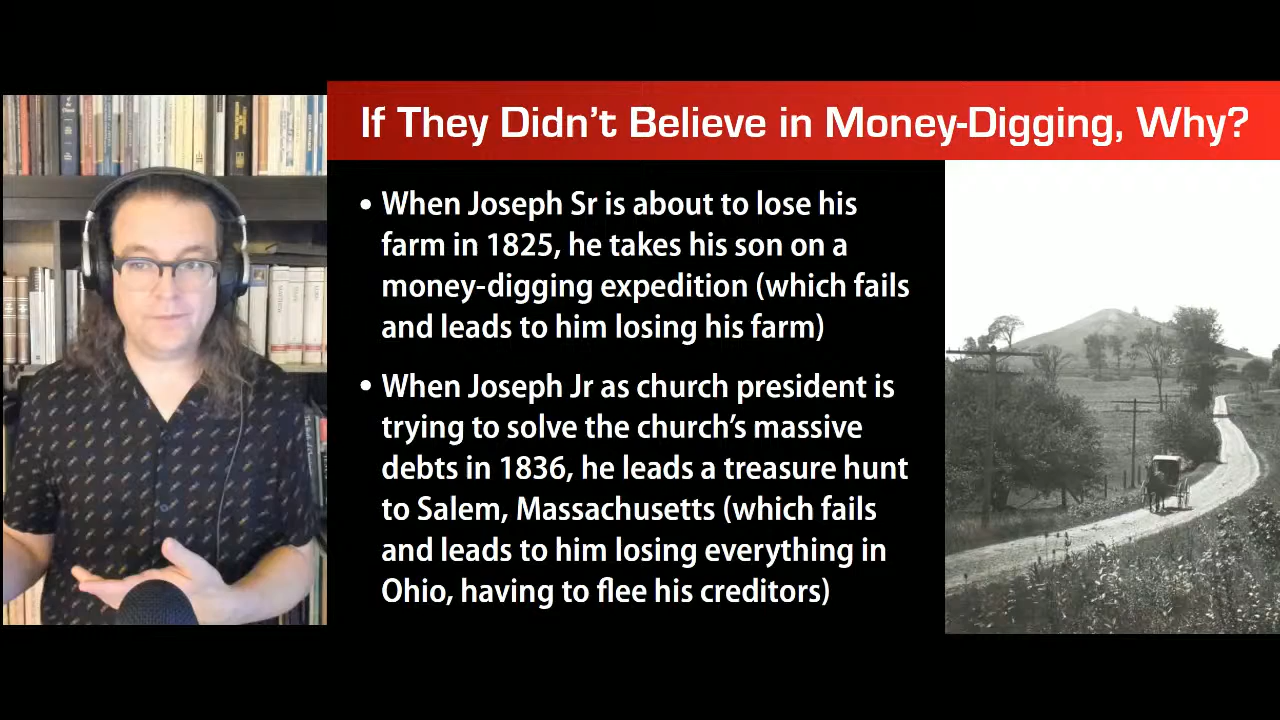 If They Didn't Believe in Money-Digging, Why?
• When Joseph Sr is about to lose his
farm in 1825, he takes his son on a
money-digging expedition (which fails
and leads to him losing his farm)
• When Joseph Jr as church president is
trying to solve the church's massive
debts in 1836, he leads a treasure hunt
to Salem, Massachusetts (which fails
and leads to him losing everything in
Ohio, having to flee his creditors)